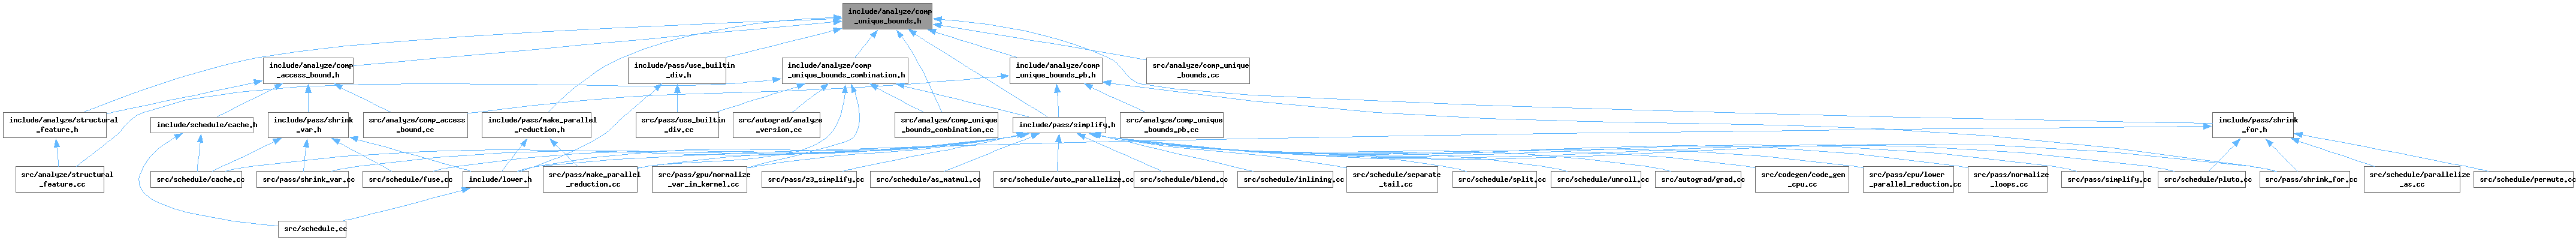 include/analyze/comp
_unique_bounds.h
include/analyze/comp
_access_bound.h
include/pass/use_builtin
_div.h
include/analyze/comp
_unique_bounds_combination.h
include/analyze/comp
_unique_bounds_pb.h
src/analyze/comp_unique
_bounds.cc
include/analyze/structural
_feature.h
include/schedule/cache.h
include/pass/shrink
_var.h
src/analyze/comp_access
_bound.cc
include/pass/make_parallel
_reduction.h
src/pass/use_builtin
_div.cc
src/autograd/analyze
_version.cc
src/analyze/comp_unique
_bounds_combination.cc
include/pass/simplify.h
src/analyze/comp_unique
_bounds_pb.cc
include/pass/shrink
_for.h
src/analyze/structural
_feature.cc
src/schedule/cache.cc
src/pass/shrink_var.cc
src/schedule/fuse.cc
include/lower.h
src/pass/make_parallel
_reduction.cc
src/pass/gpu/normalize
_var_in_kernel.cc
src/pass/z3_simplify.cc
src/schedule/as_matmul.cc
src/schedule/auto_parallelize.cc
src/schedule/blend.cc
src/schedule/inlining.cc
src/schedule/separate
_tail.cc
src/schedule/split.cc
src/schedule/unroll.cc
src/autograd/grad.cc
src/codegen/code_gen
_cpu.cc
src/pass/cpu/lower
_parallel_reduction.cc
src/pass/normalize
_loops.cc
src/pass/simplify.cc
src/schedule/pluto.cc
src/pass/shrink_for.cc
src/schedule/parallelize
_as.cc
src/schedule/permute.cc
src/schedule.cc